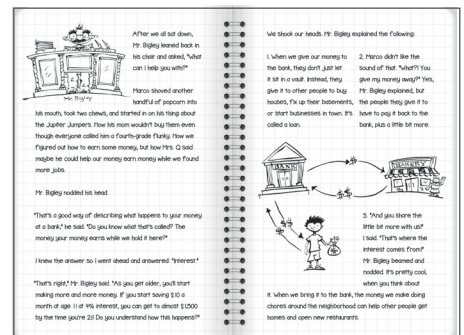 After we all sat down,
Mr. Bigley leaned back in
his chair and asked, "What
can I help you with?"
Marco shoved another
handful of popcorn into
Mr. Bigley
his mouth, took two chews, and started in on his thing about
the Jupiter Jumpers. How his mom wouldn't buy them even
though everyone called him a fourth-grade flunky. How we
figured out how to earn some money, but how Mrs. Q said
maybe he could help our money earn money while we found
more jobs.
Mr. Bigley nodded his head.
"That's a good way of describing what happens to your money
at a bank," he said. "Do you know what that's called? The
money your money earns while we hold it here?"
I knew the answer so I went ahead and answered: "Interest."
"That's right," Mr. Bigley said. "As you get older, you'll start
making more and more money. If you start saving $10 a
month at age 11 at 4% interest, you can get to almost $1,500
by the time you're 21! Do you understand how this happens?"
We shook our heads. Mr. Bigley explained the following:
1. When we give our money to
the bank, they don't just let
it sit in a vault. Instead, they
give it to other people to buy
houses, fix up their basements,
or start businesses in town. It's
called a loan.
2. Marco didn't like the
sound of that. "What?! You
give my money away?" Yes,
Mr. Bigley explained, but
the people they give it to
have to pay it back to the
bank, plus a little bit more.
BANK
BAKERY
$
$
$
$
3. "And you share the
little bit more with us!"
I said. "That's where the
interest comes from!"
Mr. Bigley beamed and
nodded. It's pretty cool,
when you think about
it. When we bring it to the bank, the money we make doing
chores around the neighborhood can help other people get
homes and open new restaurants.